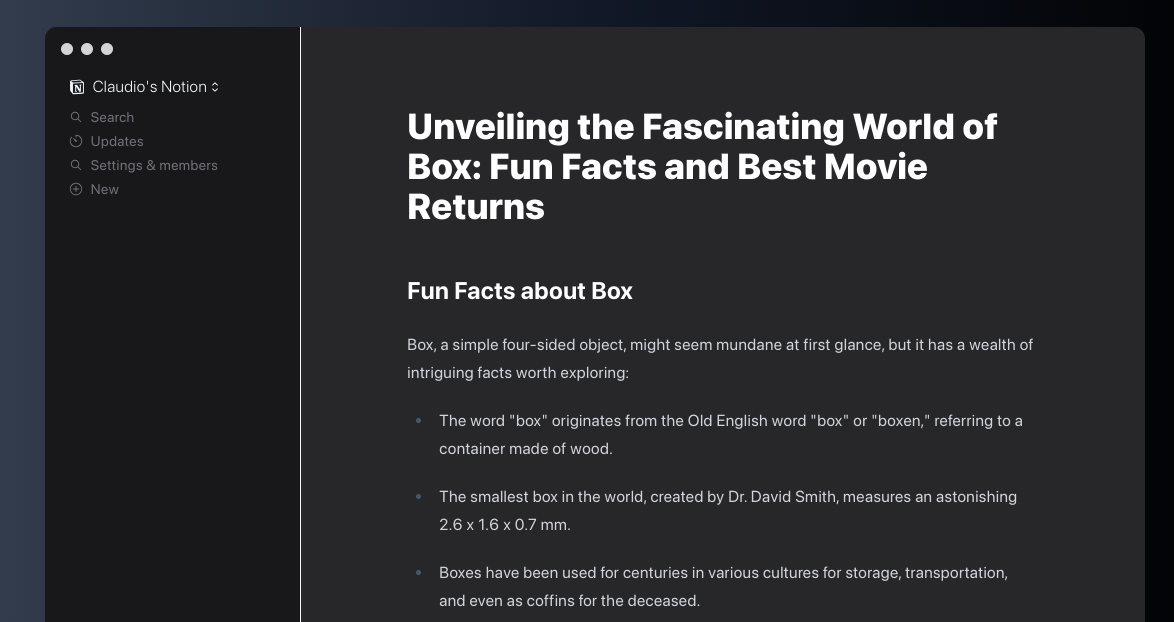 Claudio's Notion
Search
Updates
Settings & members
New
Unveiling the Fascinating World of
Box: Fun Facts and Best Movie
Returns
Fun Facts about Box
Box, a simple four-sided object, might seem mundane at first glance, but it has a wealth of
intriguing facts worth exploring:
The word "box" originates from the Old English word "box" or "boxen," referring to a
container made of wood.
The smallest box in the world, created by Dr. David Smith, measures an astonishing
2.6 x 1.6 x 0.7 mm.
Boxes have been used for centuries in various cultures for storage, transportation,
and even as coffins for the deceased.